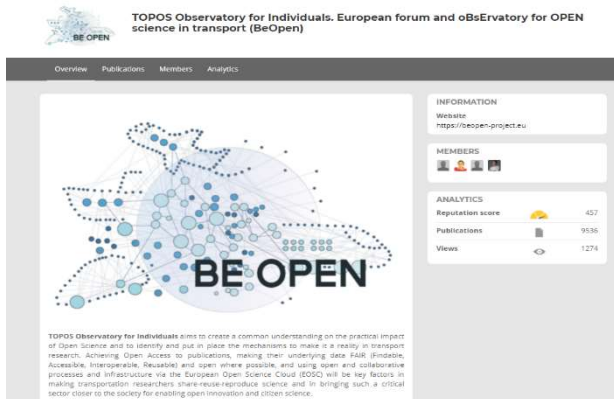 BE OPEN
TOPOS Observatory for Individuals. European forum and oBsErvatory for OPEN
science in transport (BeOpen)
Overview Publications Members Analytics
BE OPEN
TOPOS Observatory for Individuals aims to create a common understanding on the practical impact
of Open Science and to identify and put in place the mechanisms to make it a reality in transport
research. Achieving Open Access to publications, making their underlying data FAIR (Findable,
Accessible, Interoperable, Reusable) and open where possible, and using open and collaborative
processes and infrastructure via the European Open Science Cloud (EOSC) will be key factors in
making transportation researchers share-reuse-reproduce science and in bringing such a critical
sector closer to the society for enabling open innovation and citizen science.
INFORMATION
Website
https://beopen-project.eu
MEMBERS
ANALYTICS
Reputation score 457
Publications 9536
Views 1274